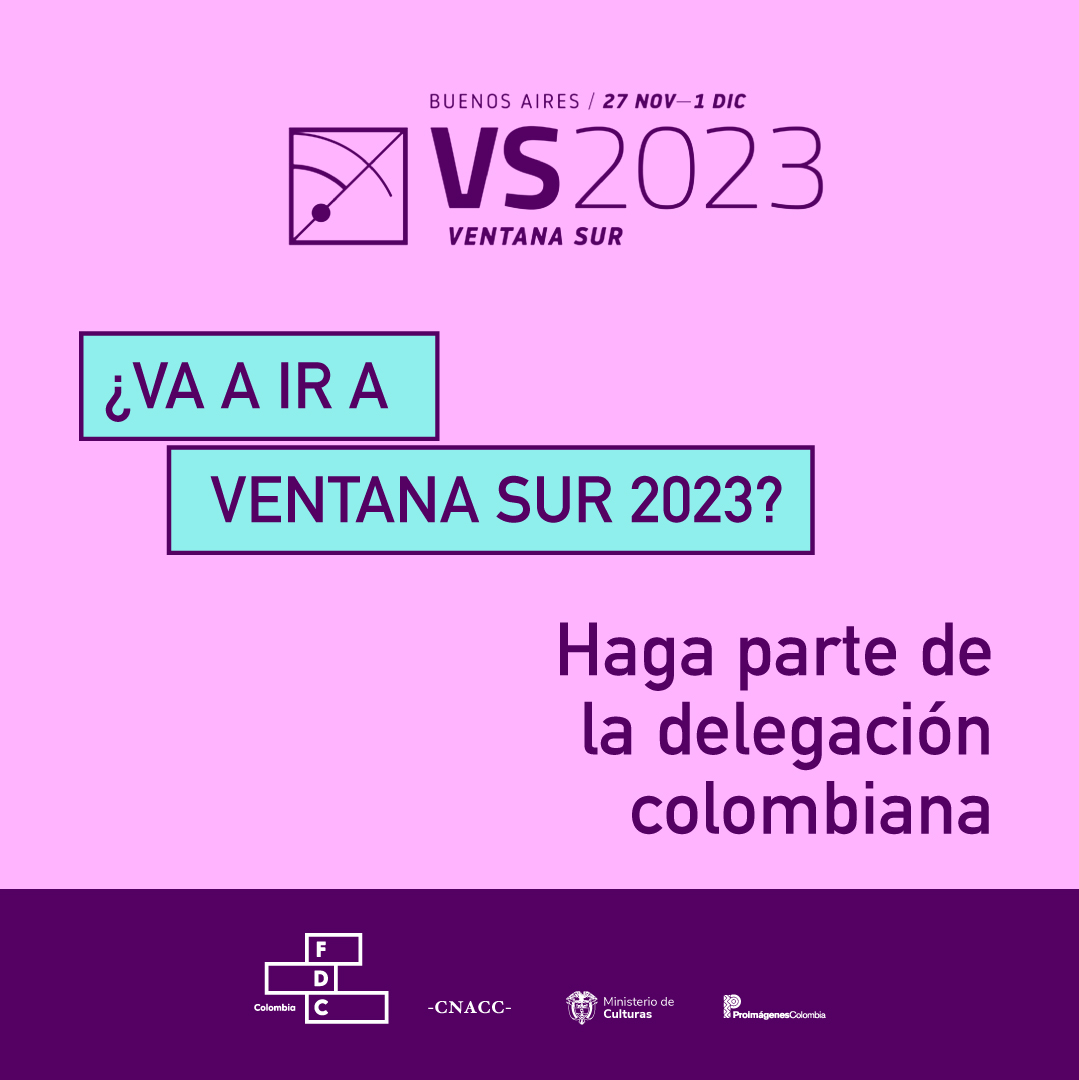 BUENOS AIRES / 27 NOV—1 DIC
VS2023
VENTANA SUR
¿VA A IR A
VENTANA SUR 2023?
Haga parte de
la delegación
colombiana
F
D
Colombia C
-CNACC-
Ministerio de
Culturas
ProImágenesColombia